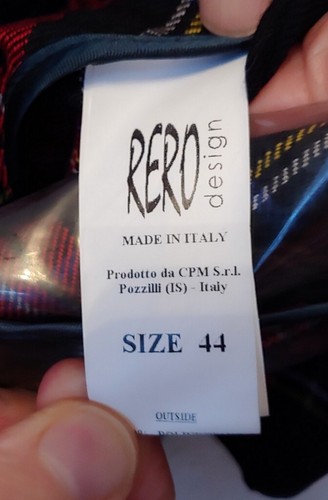 RERO
design
MADE IN ITALY
Prodotto da CPM S.r.l.
Pozzilli (IS) - Italy
SIZE 44
OUTSIDE